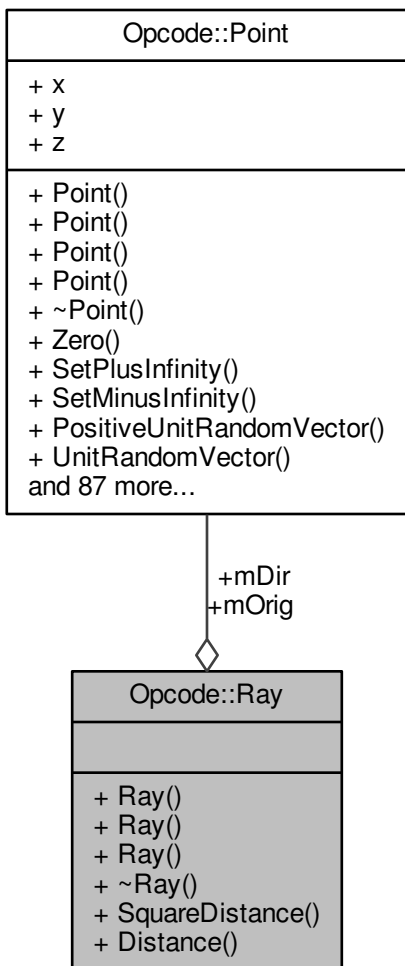 Opcode::Point
+ x
+ y
+ z
+ Point()
+ Point()
+ Point()
+ Point()
+ ~Point()
+ Zero()
+ SetPlusInfinity()
+ SetMinusInfinity()
+ PositiveUnitRandomVector()
+ UnitRandomVector()
and 87 more...
+mDir
+mOrig
Opcode::Ray
+ Ray()
+ Ray()
+ Ray()
+ ~Ray()
+ SquareDistance()
+ Distance()